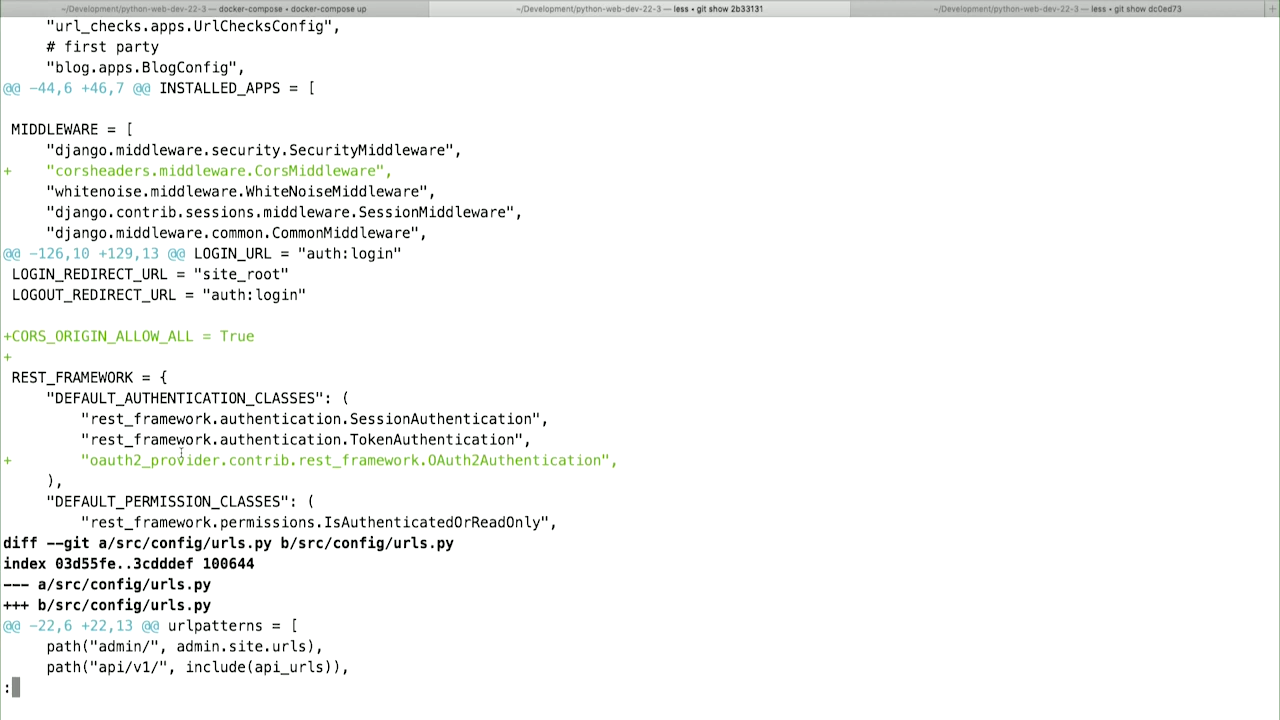 ~/Development/python-web-dev-22-3 — docker-compose • docker-compose up
~/Development/python-web-dev-22-3 — less • git show 2b33131
~/Development/python-web-dev-22-3 — less • git show dc0ed73
+
    "url_checks.apps.UrlChecksConfig",
    # first party
    "blog.apps.BlogConfig",
@@ -44,6 +46,7 @@ INSTALLED_APPS = [
 MIDDLEWARE = [
     "django.middleware.security.SecurityMiddleware",
+    "corsheaders.middleware.CorsMiddleware",
     "whitenoise.middleware.WhiteNoiseMiddleware",
     "django.contrib.sessions.middleware.SessionMiddleware",
     "django.middleware.common.CommonMiddleware",
@@ -126,10 +129,13 @@ LOGIN_URL = "auth:login"
 LOGIN_REDIRECT_URL = "site_root"
 LOGOUT_REDIRECT_URL = "auth:login"
+CORS_ORIGIN_ALLOW_ALL = True
+
 REST_FRAMEWORK = {
     "DEFAULT_AUTHENTICATION_CLASSES": (
         "rest_framework.authentication.SessionAuthentication",
         "rest_framework.authentication.TokenAuthentication",
+        "oauth2_provider.contrib.rest_framework.OAuth2Authentication",
     ),
     "DEFAULT_PERMISSION_CLASSES": (
         "rest_framework.permissions.IsAuthenticatedOrReadOnly",
diff --git a/src/config/urls.py b/src/config/urls.py
index 03d55fe..3cdddef 100644
--- a/src/config/urls.py
+++ b/src/config/urls.py
@@ -22,6 +22,13 @@ urlpatterns = [
     path("admin/", admin.site.urls),
     path("api/v1/", include(api_urls)),
: